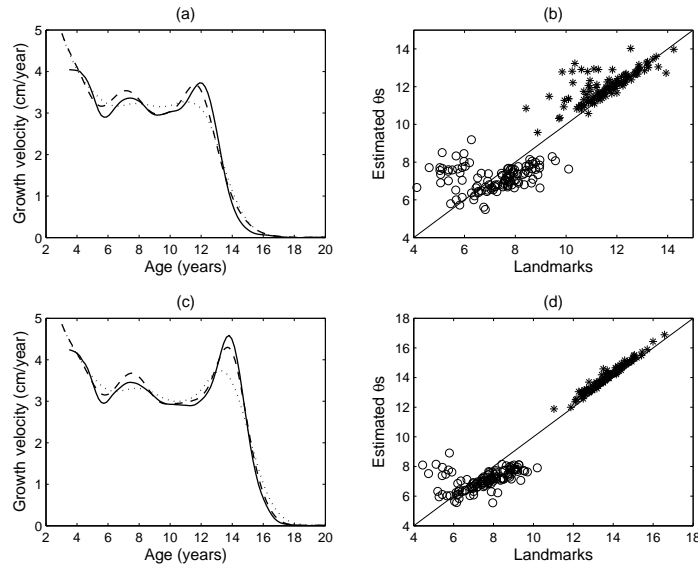 (a)
Growth velocity (cm/year)
5
4
3
2
1
0
2 4 6 8 10 12 14 16 18 20
Age (years)
(b)
Estimated θs
14
12
10
8
6
4
4 6 8 10 12 14
Landmarks
(c)
Growth velocity (cm/year)
5
4
3
2
1
0
2 4 6 8 10 12 14 16 18 20
Age (years)
(d)
Estimated θs
18
16
14
12
10
8
6
4
4 6 8 10 12 14 16 18
Landmarks